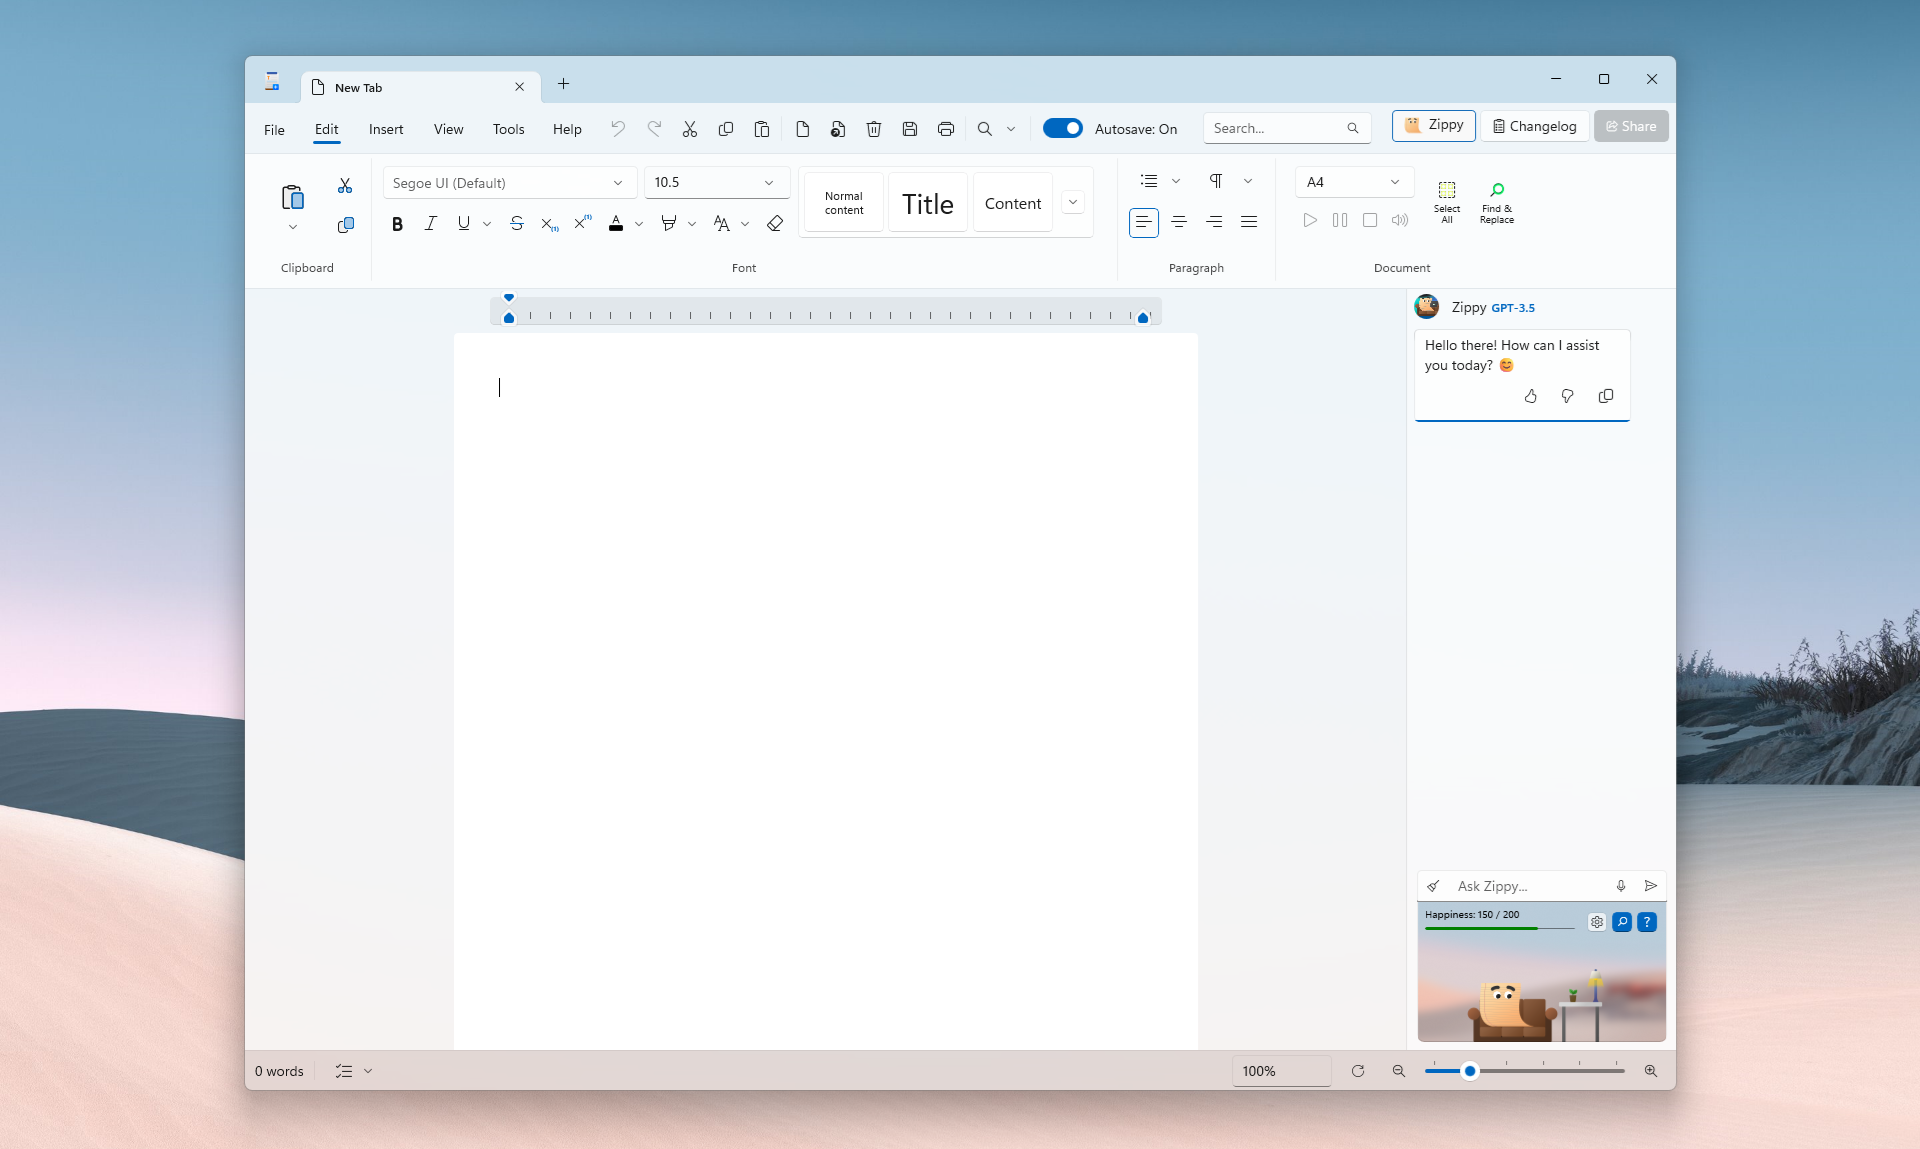 New Tab
File Edit Insert View Tools Help Autosave: On Search... Zippy Changelog Share
Segoe UI (Default) 10.5 Normal content Title Content A4 Select All Find & Replace
Clipboard Font Paragraph Document
Zippy GPT-3.5
Hello there! How can I assist
you today? 😊
Ask Zippy...
Happiness: 150 / 200
0 words 100%